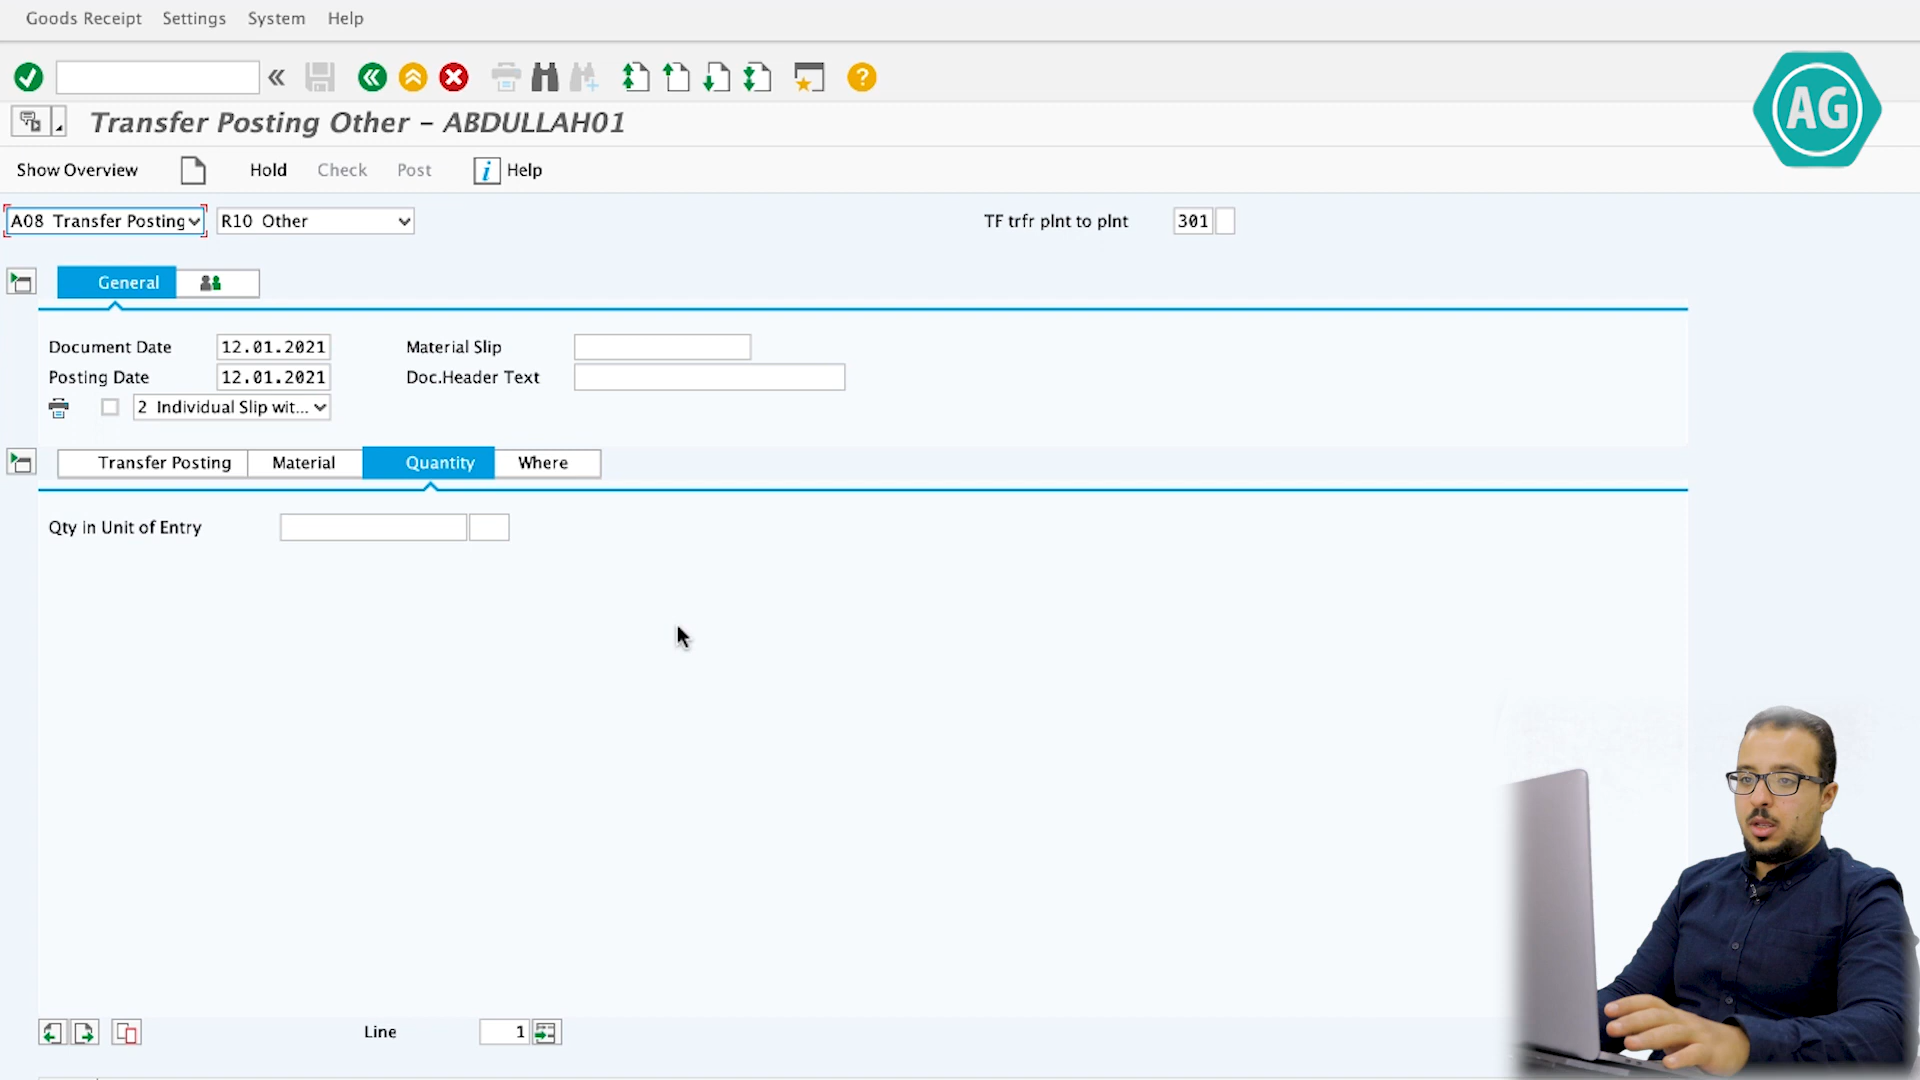 Goods Receipt Settings System Help
AG
Transfer Posting Other - ABDULLAH01
Show Overview Hold Check Post i Help
A08 Transfer Posting R10 Other TF trfr plnt to plnt 301
General
Document Date 12.01.2021 Material Slip
Posting Date 12.01.2021 Doc.Header Text
2 Individual Slip wit...
Transfer Posting Material Quantity Where
Qty in Unit of Entry
Line 1